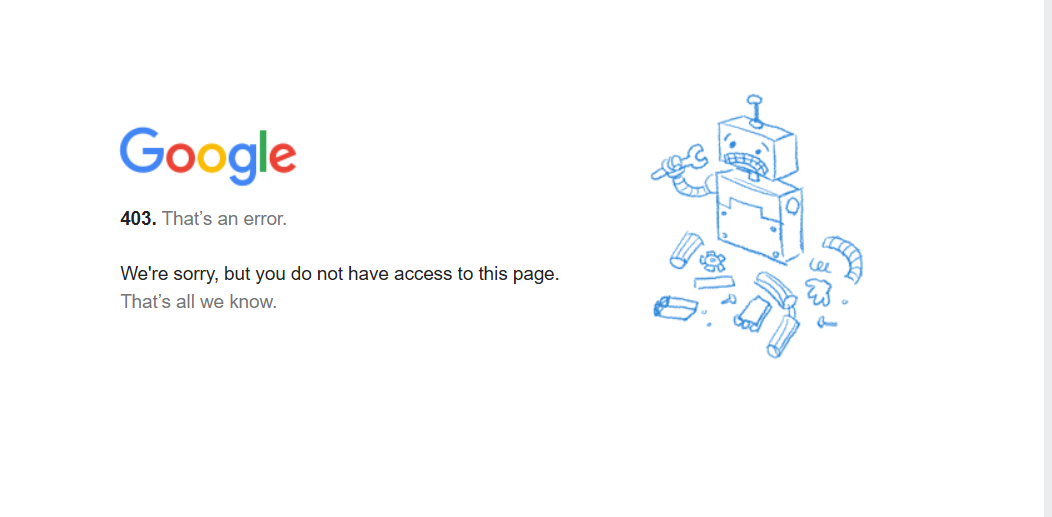 Google
403. That’s an error.
We're sorry, but you do not have access to this page.
That’s all we know.